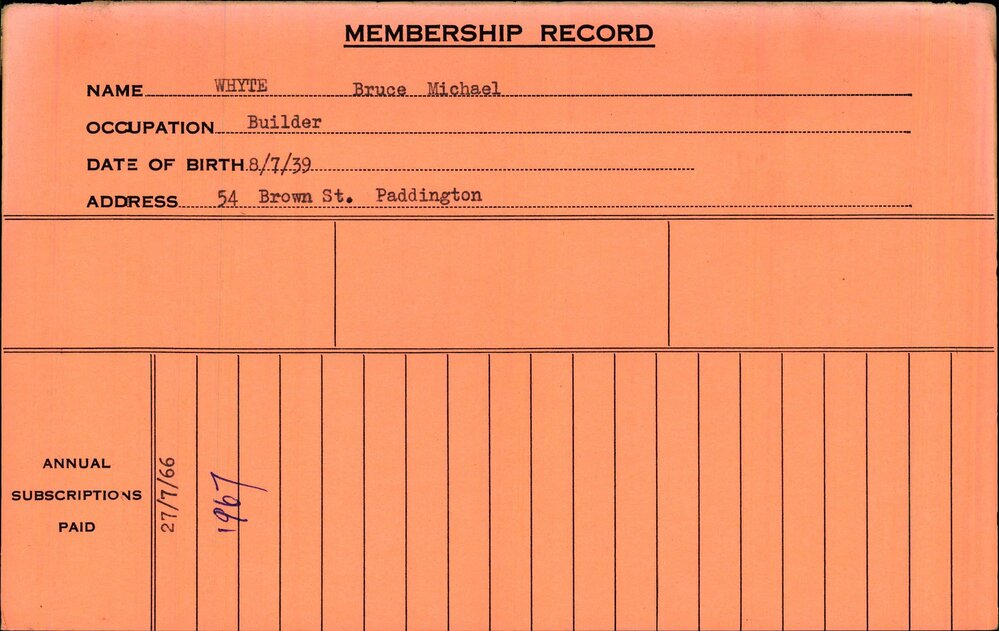 MEMBERSHIP RECORD
NAME WHYTE Bruce Michael
OCCUPATION Builder
DATE OF BIRTH 8/7/39
ADDRESS 54 Brown St. Paddington
ANNUAL
SUBSCRIPTIONS
PAID
27/7/66
1967